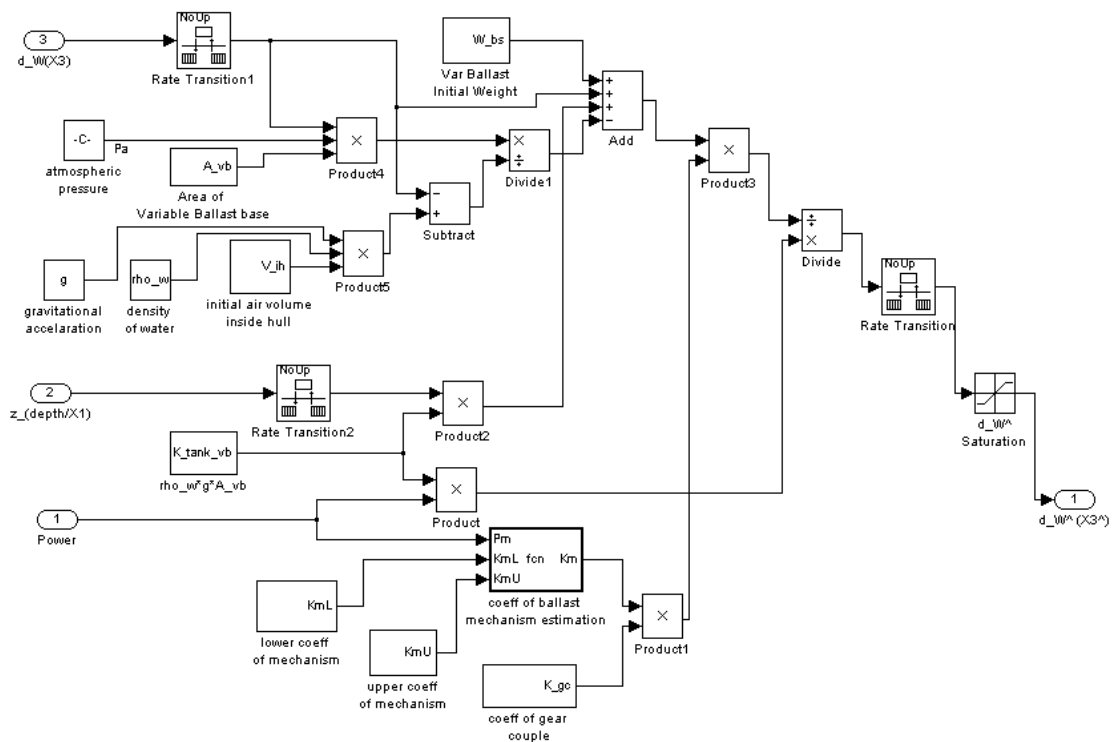 3
d_W(X3)
NoUp
Rate Transition1
W_bs
Var Ballast
Initial Weight
+
+
+
−
Add
-C-
Pa
atmospheric
pressure
A_vb
Area of
Variable Ballast base
×
Product4
×
÷
Divide1
−
+
Subtract
×
Product3
g
gravitational
accelaration
rho_w
density
of water
V_ih
initial air volume
inside hull
×
Product5
÷
×
Divide
NoUp
Rate Transition
2
z_(depth/X1)
NoUp
Rate Transition2
×
Product2
d_W^
Saturation
K_tank_vb
rho_w*g*A_vb
×
Product
1
d_W^ (X3^)
1
Power
Pm
KmL fcn Km
KmU
coeff of ballast
mechanism estimation
KmL
lower coeff
of mechanism
KmU
upper coeff
of mechanism
×
Product1
K_gc
coeff of gear
couple